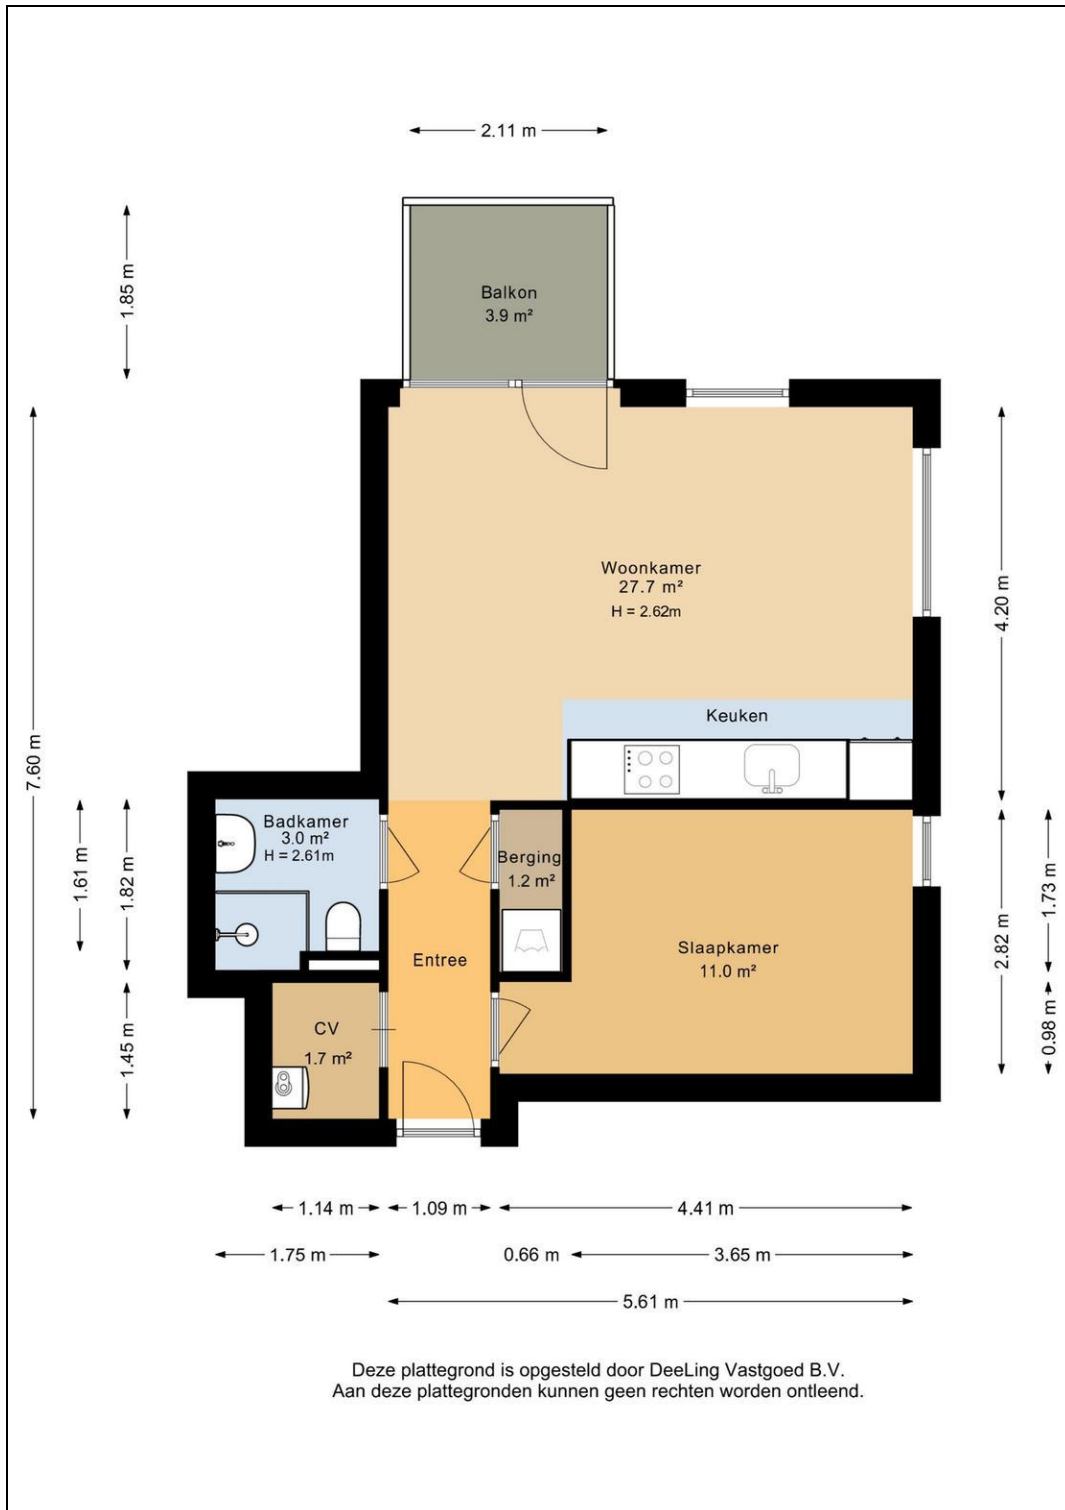 2.11 m
1.85 m
Balkon
3.9 m²
Woonkamer
27.7 m²
H = 2.62m
4.20 m
Keuken
7.60 m
Badkamer
3.0 m²
H = 2.61m
1.61 m
1.82 m
Berging
1.2 m²
Entree
Slaapkamer
11.0 m²
2.82 m
1.73 m
0.98 m
CV
1.7 m²
1.45 m
1.14 m
1.09 m
4.41 m
1.75 m
0.66 m
3.65 m
5.61 m
Deze plattegrond is opgesteld door DeeLing Vastgoed B.V.
Aan deze plattegronden kunnen geen rechten worden ontleend.